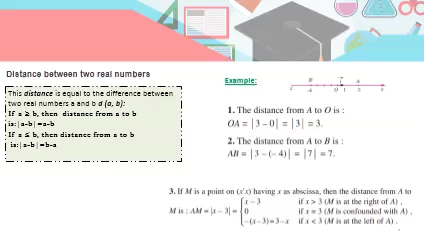 Distance between two real numbers
This distance is equal to the difference between
two real numbers a and b d (a, b):
If a ≥ b, then distance from a to b
is:|a-b|=a-b
If a ≤ b, then distance from a to b
is:|a-b|=b-a
Example:
B A
-4 O 1 3
1. The distance from A to O is :
OA = |3 – 0| = |3| = 3.
2. The distance from A to B is :
AB = |3 – (– 4)| = |7| = 7.
3. If M is a point on (x'x) having x as abscissa, then the distance from A to
M is : AM = |x – 3| = { x – 3 if x > 3 (M is at the right of A) ,
0 if x = 3 (M is confounded with A) ,
–(x – 3) = 3 – x if x < 3 (M is at the left of A) .